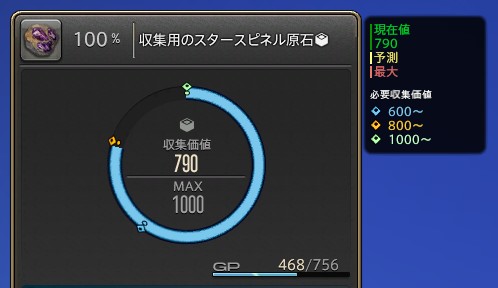 100%
収集用のスタースピネル原石
収集価値
790
MAX
1000
GP 468/756
現在値
790
予測
最大
必要収集価値
600～
800～
1000～